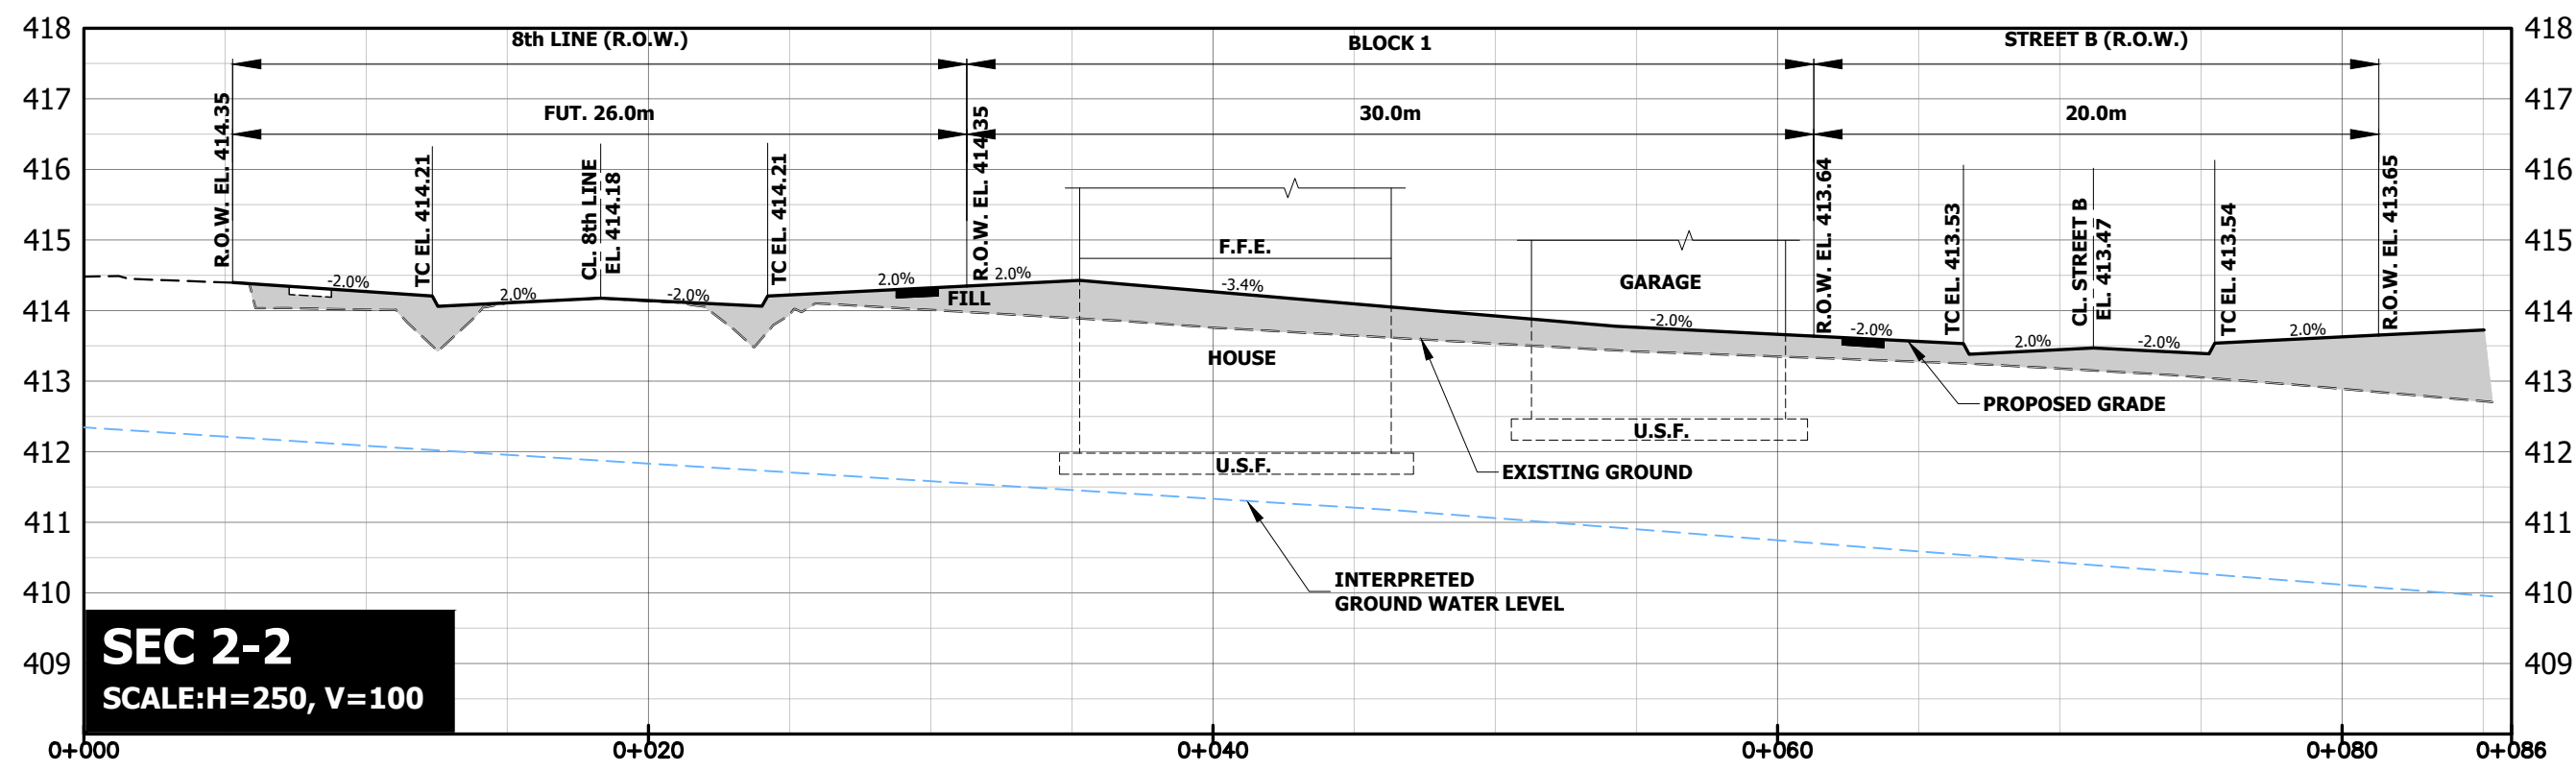 418
417
416
415
414
413
412
411
410
409
8th LINE (R.O.W.)
BLOCK 1
STREET B (R.O.W.)
FUT. 26.0m
30.0m
20.0m
R.O.W. EL. 414.35
TC EL. 414.21
CL. 8th LINE
EL. 414.18
TC EL. 414.21
R.O.W. EL. 414.35
R.O.W. EL. 413.64
TC EL. 413.53
CL. STREET B
EL. 413.47
TC EL. 413.54
R.O.W. EL. 413.65
-2.0%
2.0%
-2.0%
2.0%
2.0%
-3.4%
-2.0%
-2.0%
2.0%
-2.0%
2.0%
FILL
F.F.E.
GARAGE
HOUSE
U.S.F.
U.S.F.
PROPOSED GRADE
EXISTING GROUND
INTERPRETED
GROUND WATER LEVEL
SEC 2-2
SCALE:H=250, V=100
418
417
416
415
414
413
412
411
410
409
0+000
0+020
0+040
0+060
0+080
0+086